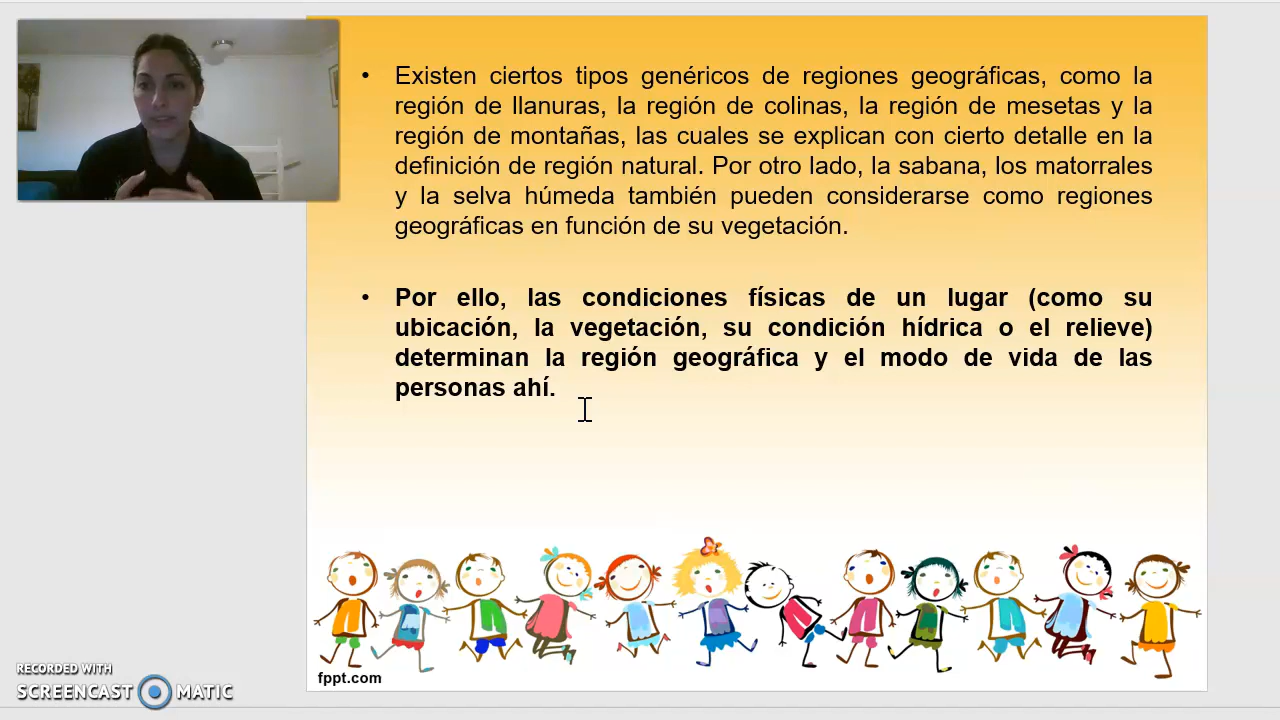 • Existen ciertos tipos genéricos de regiones geográficas, como la
región de llanuras, la región de colinas, la región de mesetas y la
región de montañas, las cuales se explican con cierto detalle en la
definición de región natural. Por otro lado, la sabana, los matorrales
y la selva húmeda también pueden considerarse como regiones
geográficas en función de su vegetación.
• Por ello, las condiciones físicas de un lugar (como su
ubicación, la vegetación, su condición hídrica o el relieve)
determinan la región geográfica y el modo de vida de las
personas ahí.
fppt.com
RECORDED WITH
SCREENCAST MATIC